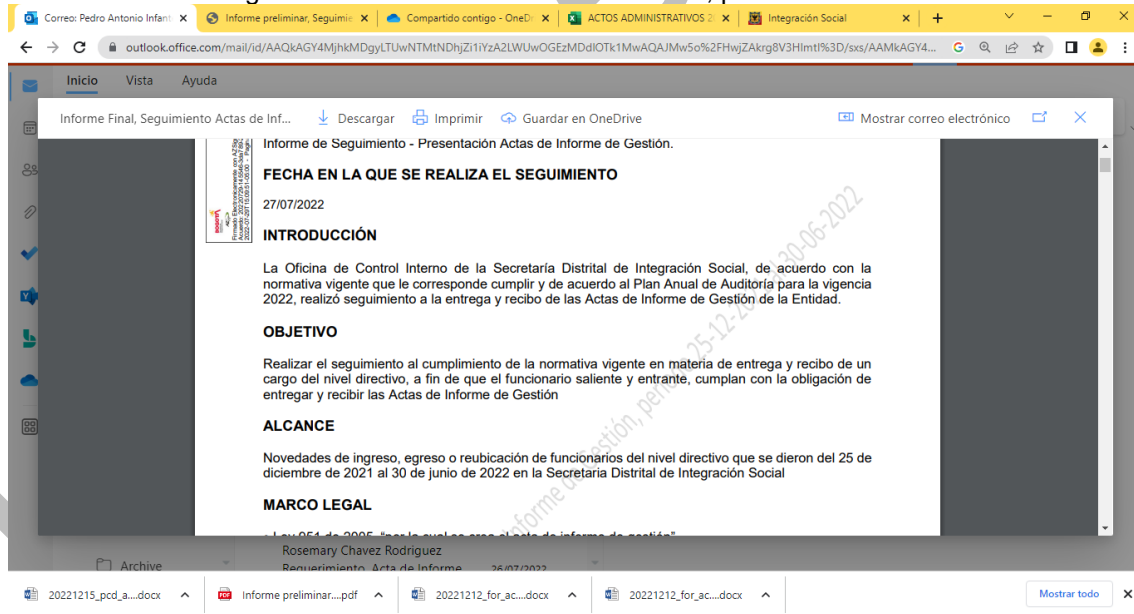 Correo: Pedro Antonio Infant
Informe preliminar, Seguimie
Compartido contigo - OneD
ACTOS ADMINISTRATIVOS 2
Integración Social
outlook.office.com/mail/id/AAQkAGY4MjhkMDgyLTUwNTMtNDhjZi1iYzA2LWUwOGEzMDdlOTk1MwAQAJMw5o%2FHwjZAkrg8V3HlmtI%3D/sxs/AAMkAGY4...
Inicio Vista Ayuda
Informe Final, Seguimiento Actas de Inf... Descargar Imprimir Guardar en OneDrive Mostrar correo electrónico
Informe de Seguimiento - Presentación Actas de Informe de Gestión.
FECHA EN LA QUE SE REALIZA EL SEGUIMIENTO
27/07/2022
INTRODUCCIÓN
La Oficina de Control Interno de la Secretaría Distrital de Integración Social, de acuerdo con la
normativa vigente que le corresponde cumplir y de acuerdo al Plan Anual de Auditoría para la vigencia
2022, realizó seguimiento a la entrega y recibo de las Actas de Informe de Gestión de la Entidad.
OBJETIVO
Realizar el seguimiento al cumplimiento de la normativa vigente en materia de entrega y recibo de un
cargo del nivel directivo, a fin de que el funcionario saliente y entrante, cumplan con la obligación de
entregar y recibir las Actas de Informe de Gestión
ALCANCE
Novedades de ingreso, egreso o reubicación de funcionarios del nivel directivo que se dieron del 25 de
diciembre de 2021 al 30 de junio de 2022 en la Secretaria Distrital de Integración Social
MARCO LEGAL
Rosemary Chavez Rodriguez
Archive
Requerimiento Acta de Informe 26/07/2022
20221215_pcd_a....docx
Informe preliminar....pdf
20221212_for_ac....docx
20221212_for_ac....docx
Mostrar todo